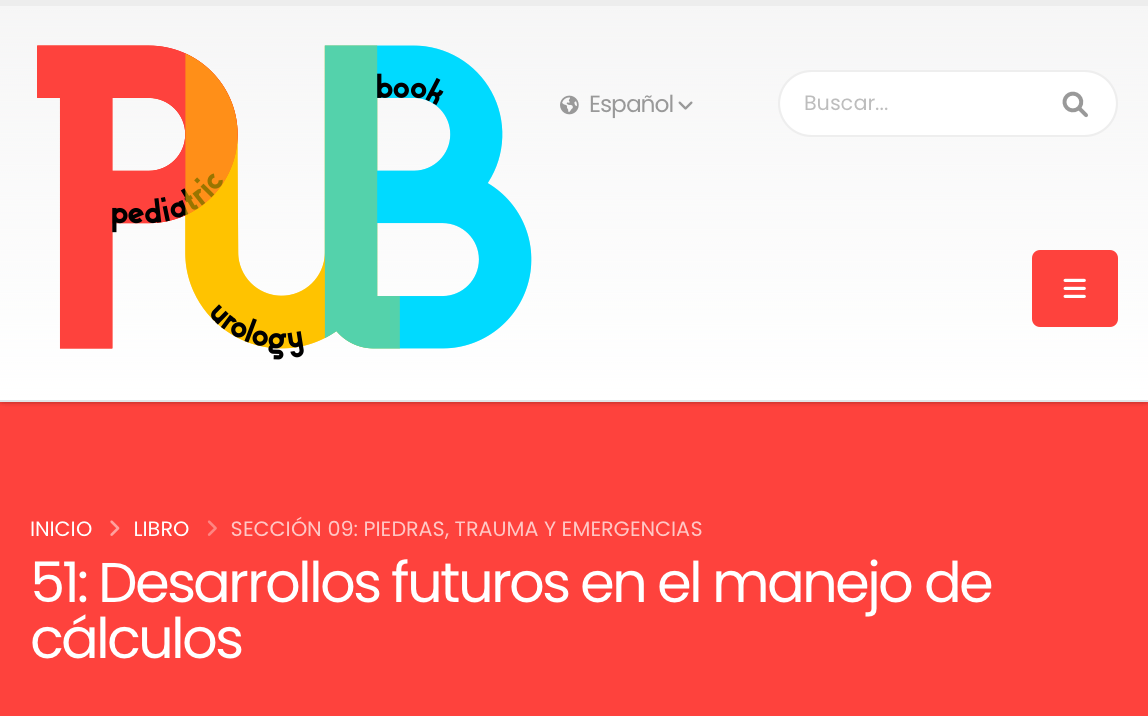 PUB
book
pediatric
urology
Español
Buscar...
INICIO LIBRO SECCIÓN 09: PIEDRAS, TRAUMA Y EMERGENCIAS
51: Desarrollos futuros en el manejo de
cálculos